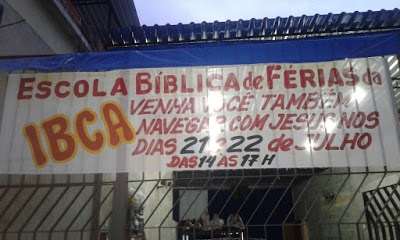 ESCOLA BÍBLICA de FÉRIAS da
IBCA
VENHA VOCÊ TAMBÉM
NAVEGAR COM JESUS NOS
DIAS 21 e 22 de JULHO
DAS 14 ÀS 17 H